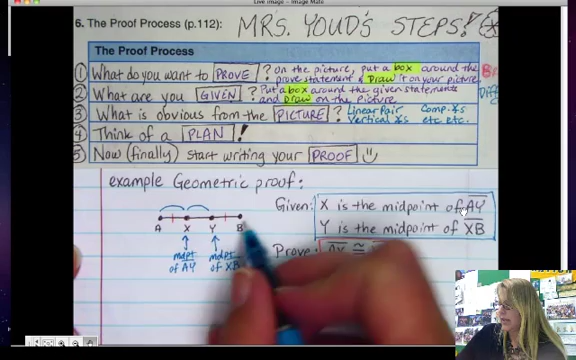 Live image - Image Mate
6. The Proof Process (p.112): MRS. YOUD'S STEPS!
The Proof Process
① What do you want to PROVE? On the picture, put a box around the
prove statement & Draw it on your picture
② What are you GIVEN? Put a box around the given statements
and draw on the picture
③ What is obvious from the PICTURE? Linear Pair Comp. ∡s
Vertical ∡s etc etc.
④ Think of a PLAN!
⑤ Now (finally) start writing your PROOF
example Geometric proof:
Given: X is the midpoint of AY
Y is the midpoint of XB
Prove:
A X Y B
mdpt mdpt
of AY of XB